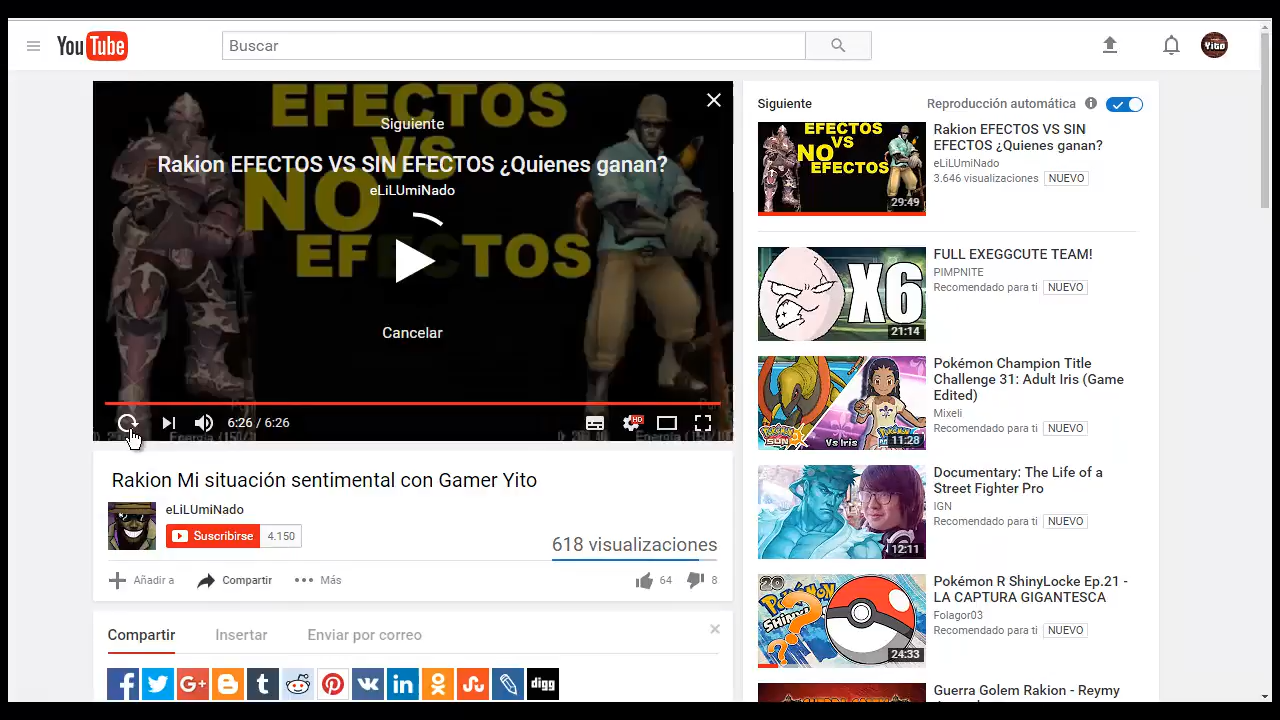 YouTube
Buscar
Yito
EFECTOS
VS
NO
EFECTOS
Siguiente
Rakion EFECTOS VS SIN EFECTOS ¿Quienes ganan?
eLiLUmiNado
Cancelar
6:26 / 6:26
HD
Rakion Mi situación sentimental con Gamer Yito
eLiLUmiNado
Suscribirse 4.150
618 visualizaciones
Añadir a Compartir Más 64 8
Compartir Insertar Enviar por correo
digg
Siguiente Reproducción automática
EFECTOS
VS
NO
EFECTOS
29:49
Rakion EFECTOS VS SIN
EFECTOS ¿Quienes ganan?
eLiLUmiNado
3.646 visualizaciones NUEVO
X6
21:14
FULL EXEGGCUTE TEAM!
PIMPNITE
Recomendado para ti NUEVO
Vs Iris
11:28
Pokémon Champion Title
Challenge 31: Adult Iris (Game
Edited)
Mixeli
Recomendado para ti NUEVO
12:11
Documentary: The Life of a
Street Fighter Pro
IGN
Recomendado para ti NUEVO
20
24:33
Pokémon R ShinyLocke Ep.21 -
LA CAPTURA GIGANTESCA
Folagor03
Recomendado para ti NUEVO
Guerra Golem Rakion - Reymy